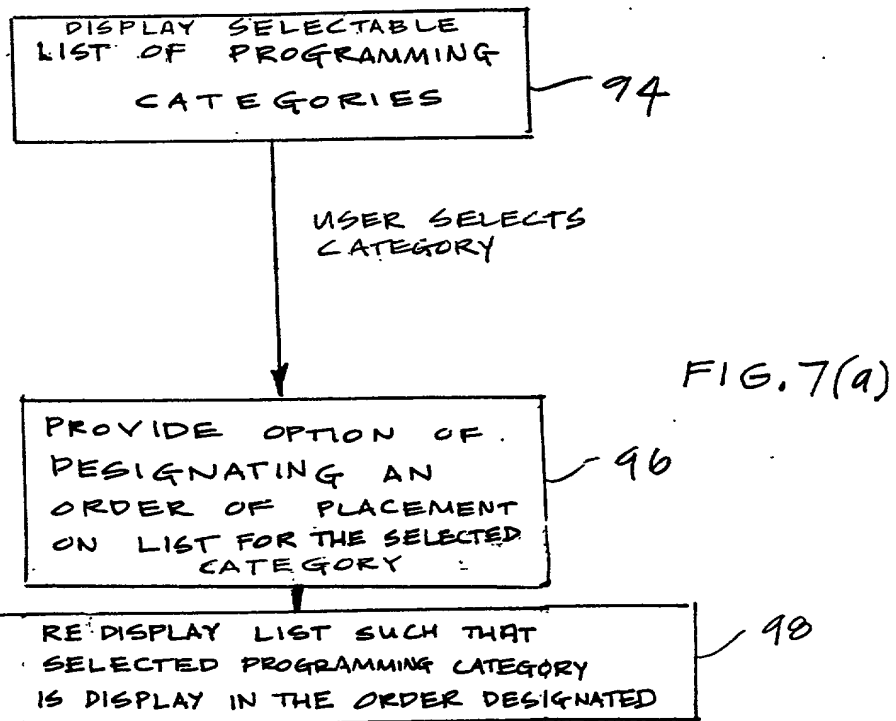 DISPLAY SELECTABLE
LIST OF PROGRAMMING
CATEGORIES
94
USER SELECTS
CATEGORY
FIG. 7(a)
PROVIDE OPTION OF
DESIGNATING AN
ORDER OF PLACEMENT
ON LIST FOR THE SELECTED
CATEGORY
96
RE DISPLAY LIST SUCH THAT
SELECTED PROGRAMMING CATEGORY
IS DISPLAY IN THE ORDER DESIGNATED
98